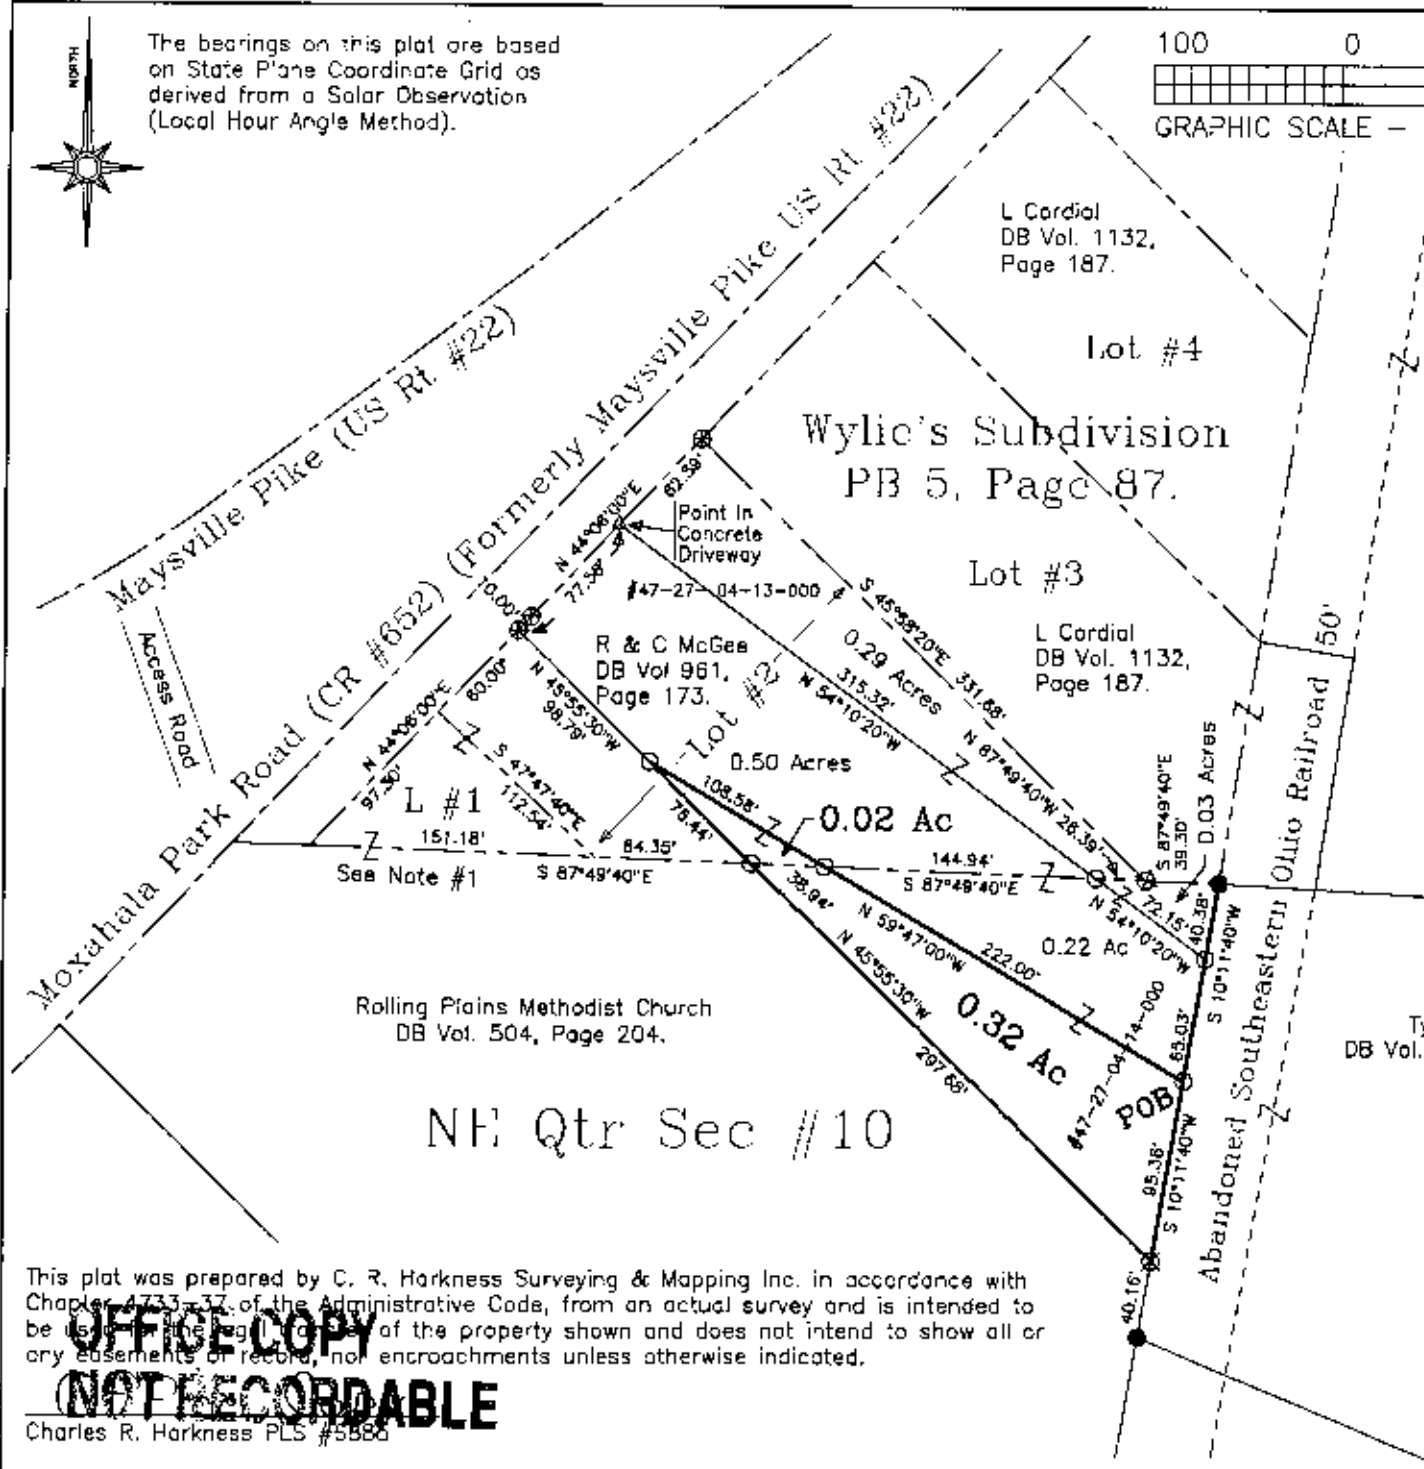 NORTH
The bearings on this plat are based
on State Plane Coordinate Grid as
derived from a Solar Observation
(Local Hour Angle Method).
100 0
GRAPHIC SCALE –
L Cordial
DB Vol. 1132,
Page 187.
Lot #4
Wylie's Subdivision
PB 5, Page 87.
Lot #3
L Cordial
DB Vol. 1132,
Page 187.
Maysville Pike (US Rt. #22)
Moxahala Park Road (CR #652) (Formerly Maysville Pike US Rt. #22)
Access Road
62.59'
N 44°06'00"E
77.58'
Point In
Concrete
Driveway
#47-27-04-13-000
10.00'
R & C McGee
DB Vol 961,
Page 173.
Lot #2
S 45°58'20"E 331.68'
0.29 Acres
315.32'
N 54°10'20"W
N 87°49'40"W 26.39'
S 87°49'40"E
39.30'
0.03 Acres
50'
N 44°06'00"E
60.00'
97.50'
N 45°55'30"W
98.79'
S 47°47'40"E
112.54'
L #1
0.50 Acres
108.58'
75.44'
0.02 Ac
151.18'
84.35'
S 87°49'40"E
See Note #1
144.94'
S 87°49'40"E
38.94'
N 59°47'00"W
222.00'
N 45°55'30"W
297.68'
72.15'
N 54°10'20"W
0.22 Ac
40.38'
S 10°11'40"W
0.32 Ac
65.03'
#47-27-04-14-000
POB
95.36'
S 10°11'40"W
40.16'
Abandoned Southeastern Ohio Railroad
DB Vol.
Rolling Plains Methodist Church
DB Vol. 504, Page 204.
NE Qtr Sec #10
This plat was prepared by C. R. Harkness Surveying & Mapping Inc. in accordance with
Chapter 4733-37 of the Administrative Code, from an actual survey and is intended to
be used for the legal transfer of the property shown and does not intend to show all or
any easements of record, nor encroachments unless otherwise indicated.
OFFICE COPY
NOT RECORDABLE
Charles R. Harkness PLS #5886